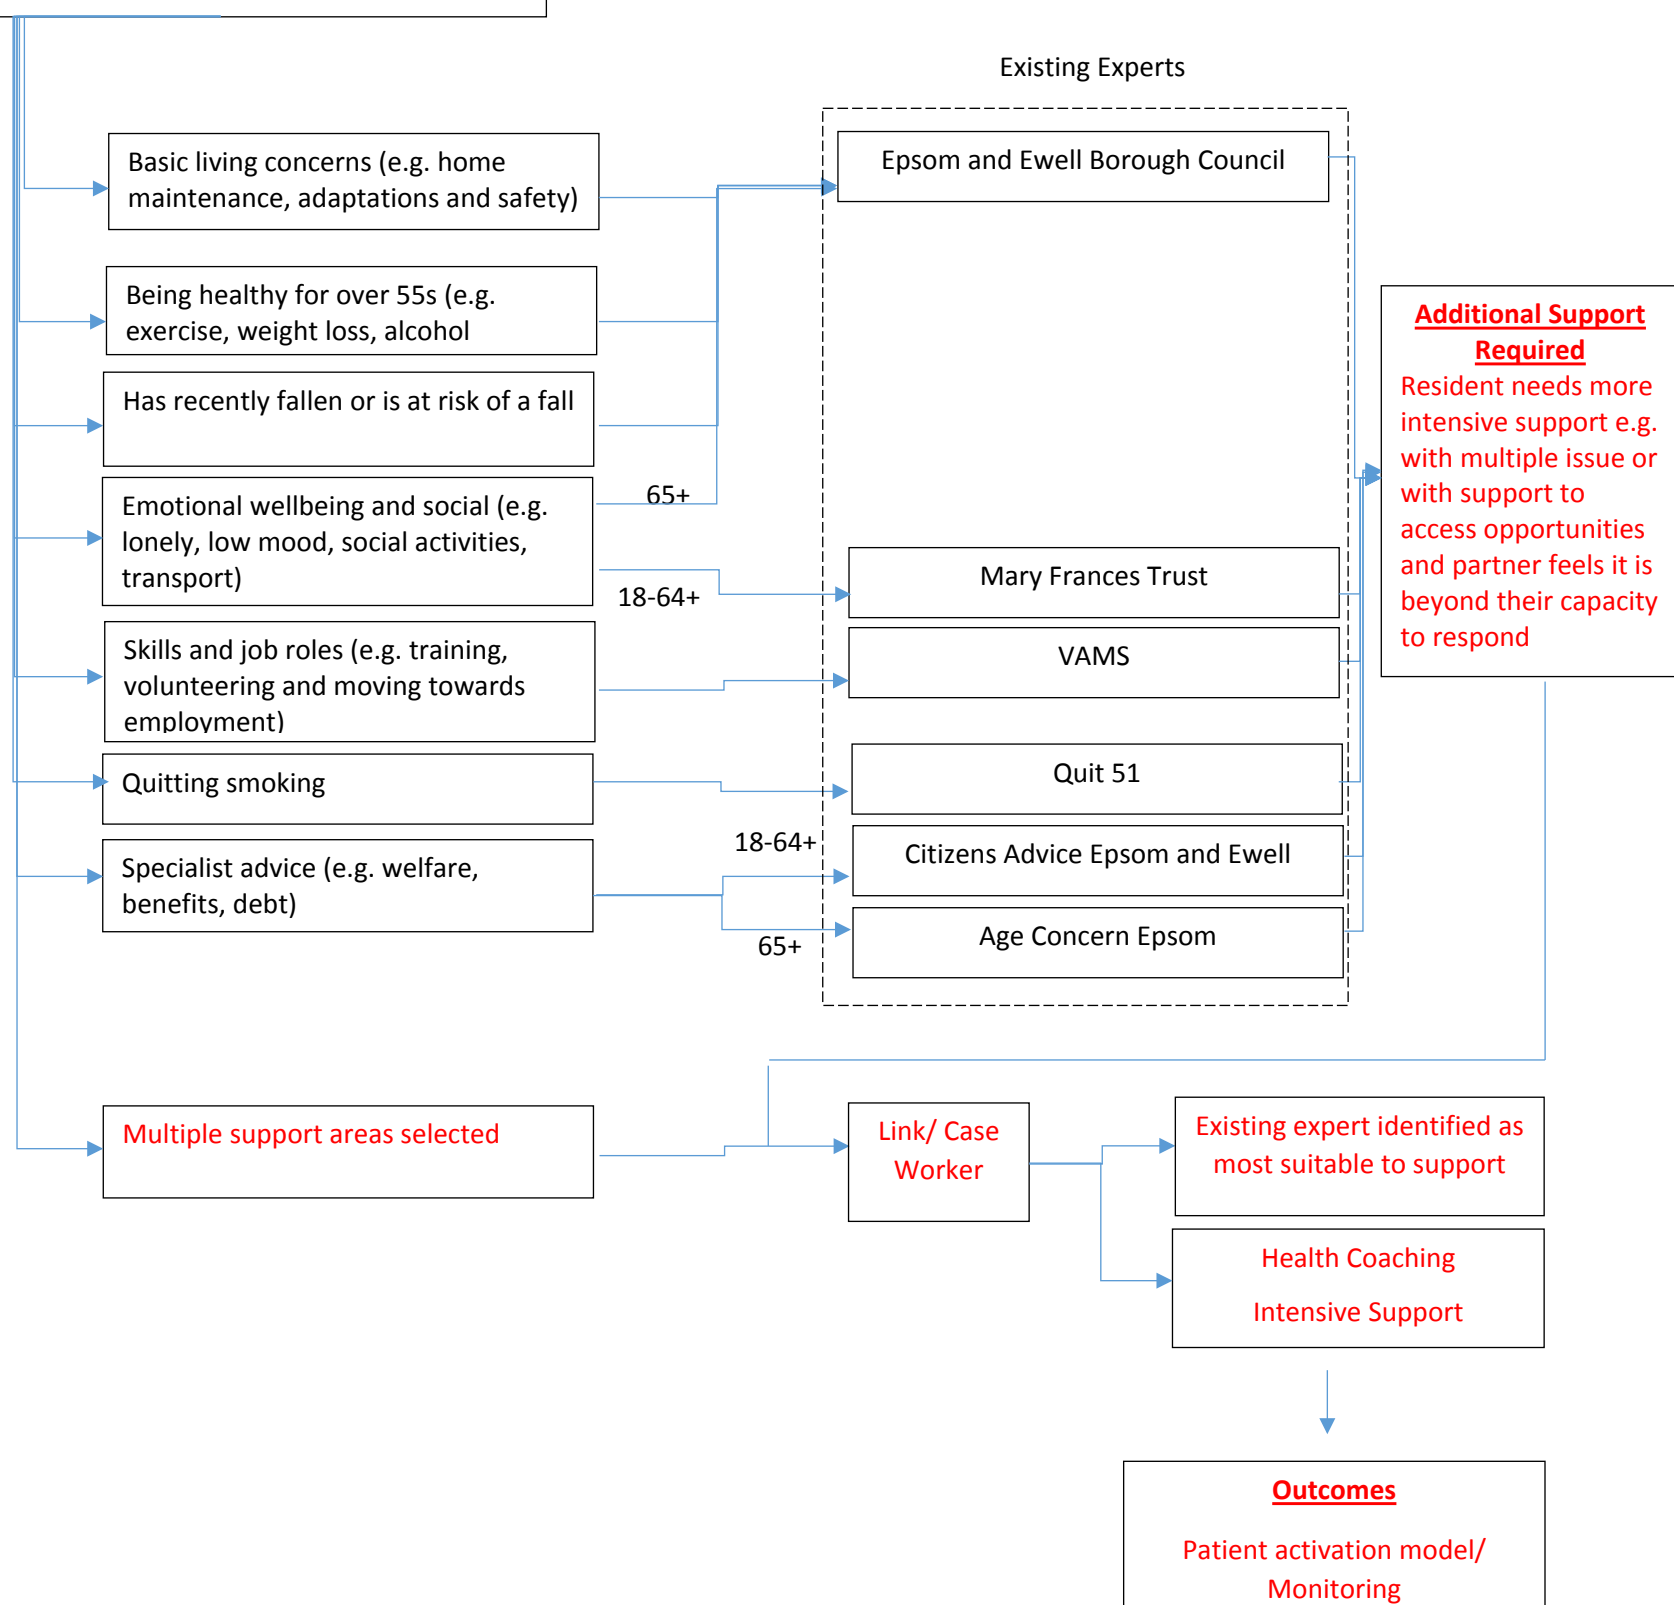 Existing Experts
Basic living concerns (e.g. home
maintenance, adaptations and safety)
Epsom and Ewell Borough Council
Being healthy for over 55s (e.g.
exercise, weight loss, alcohol
Has recently fallen or is at risk of a fall
Emotional wellbeing and social (e.g.
lonely, low mood, social activities,
transport)
65+
18-64+
Mary Frances Trust
Skills and job roles (e.g. training,
volunteering and moving towards
employment)
VAMS
Quitting smoking
Quit 51
Specialist advice (e.g. welfare,
benefits, debt)
18-64+
Citizens Advice Epsom and Ewell
65+
Age Concern Epsom
Additional Support
Required
Resident needs more
intensive support e.g.
with multiple issue or
with support to
access opportunities
and partner feels it is
beyond their capacity
to respond
Multiple support areas selected
Link/ Case
Worker
Existing expert identified as
most suitable to support
Health Coaching
Intensive Support
Outcomes
Patient activation model/
Monitoring